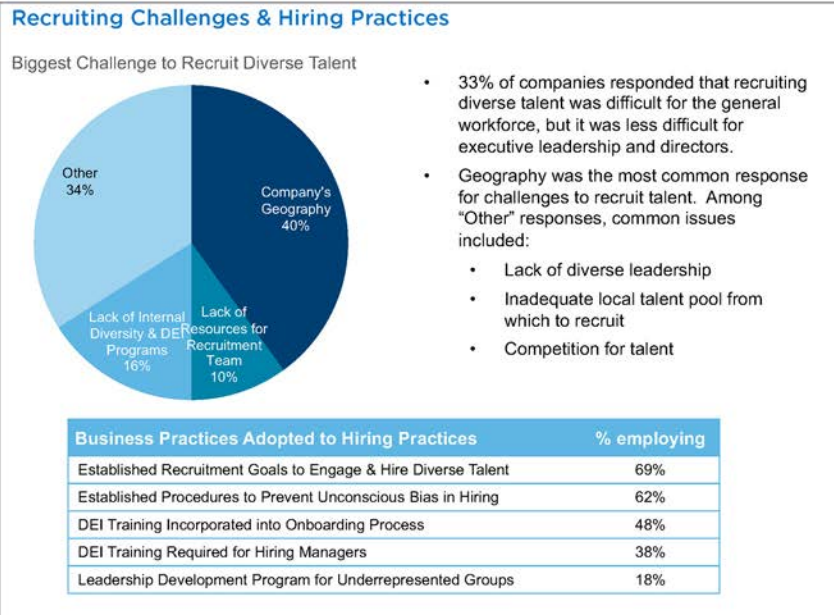 Recruiting Challenges & Hiring Practices
Biggest Challenge to Recruit Diverse Talent
Other
34%
Company's
Geography
40%
Lack of Internal
Diversity & DEI
Programs
16%
Lack of
Resources for
Recruitment
Team
10%
• 33% of companies responded that recruiting
diverse talent was difficult for the general
workforce, but it was less difficult for
executive leadership and directors.
• Geography was the most common response
for challenges to recruit talent. Among
“Other” responses, common issues
included:
• Lack of diverse leadership
• Inadequate local talent pool from
which to recruit
• Competition for talent
Business Practices Adopted to Hiring Practices % employing
Established Recruitment Goals to Engage & Hire Diverse Talent 69%
Established Procedures to Prevent Unconscious Bias in Hiring 62%
DEI Training Incorporated into Onboarding Process 48%
DEI Training Required for Hiring Managers 38%
Leadership Development Program for Underrepresented Groups 18%